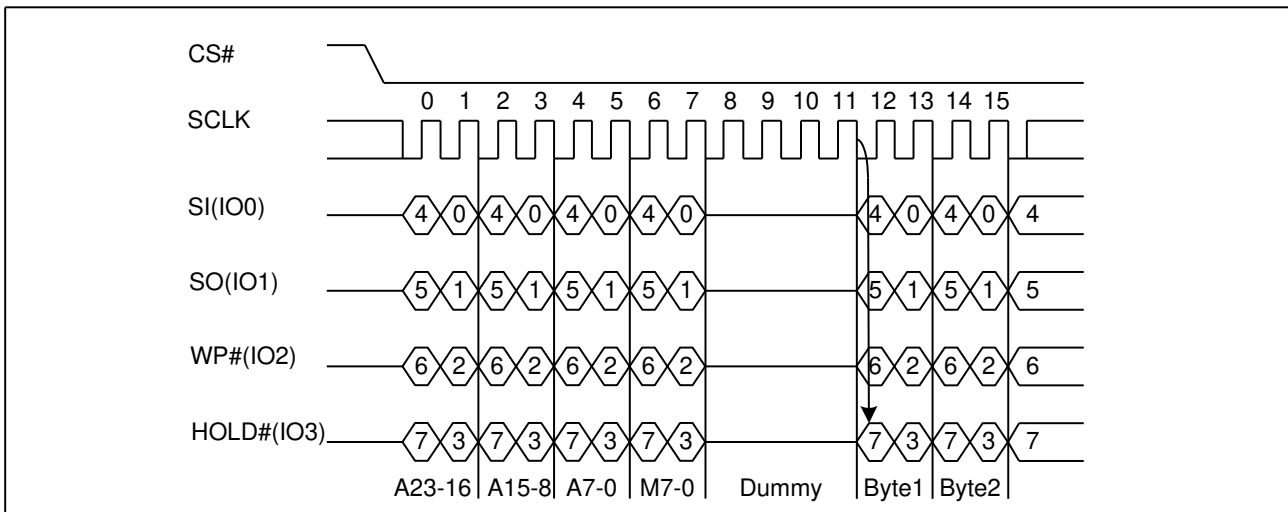 CS#
0 1 2 3 4 5 6 7 8 9 10 11 12 13 14 15
SCLK
SI(IO0) 4 0 4 0 4 0 4 0 4 0 4 0 4
SO(IO1) 5 1 5 1 5 1 5 1 5 1 5 1 5
WP#(IO2) 6 2 6 2 6 2 6 2 6 2 6 2 6
HOLD#(IO3) 7 3 7 3 7 3 7 3 7 3 7 3 7
A23-16 A15-8 A7-0 M7-0 Dummy Byte1 Byte2